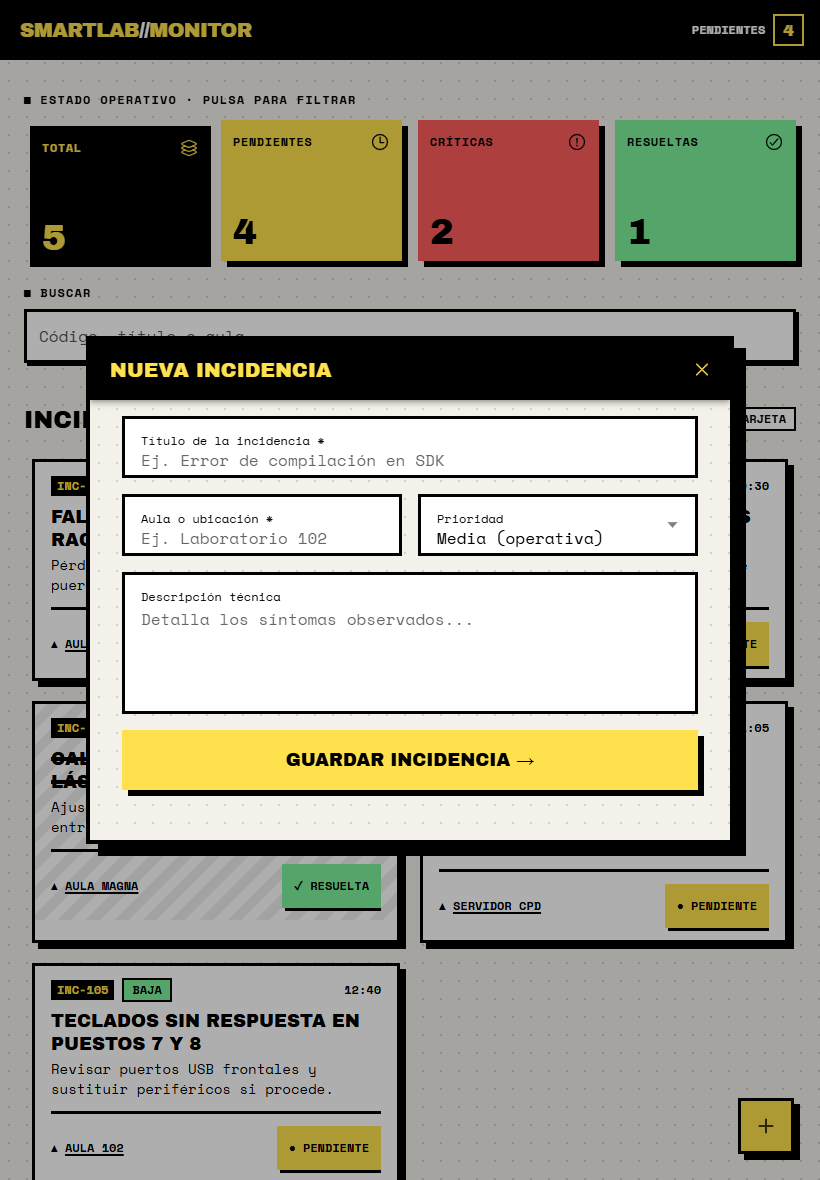 SMARTLAB//MONITOR
PENDIENTES 4
■ ESTADO OPERATIVO · PULSA PARA FILTRAR
TOTAL
5
PENDIENTES
4
CRÍTICAS
2
RESUELTAS
1
■ BUSCAR
NUEVA INCIDENCIA
Título de la incidencia *
Ej. Error de compilación en SDK
Aula o ubicación *
Ej. Laboratorio 102
Prioridad
Media (operativa)
Descripción técnica
Detalla los síntomas observados...
GUARDAR INCIDENCIA →
▲ AULA MAGNA
✓ RESUELTA
▲ SERVIDOR CPD
● PENDIENTE
INC-105 BAJA 12:40
TECLADOS SIN RESPUESTA EN
PUESTOS 7 Y 8
Revisar puertos USB frontales y
sustituir periféricos si procede.
▲ AULA 102
● PENDIENTE
+